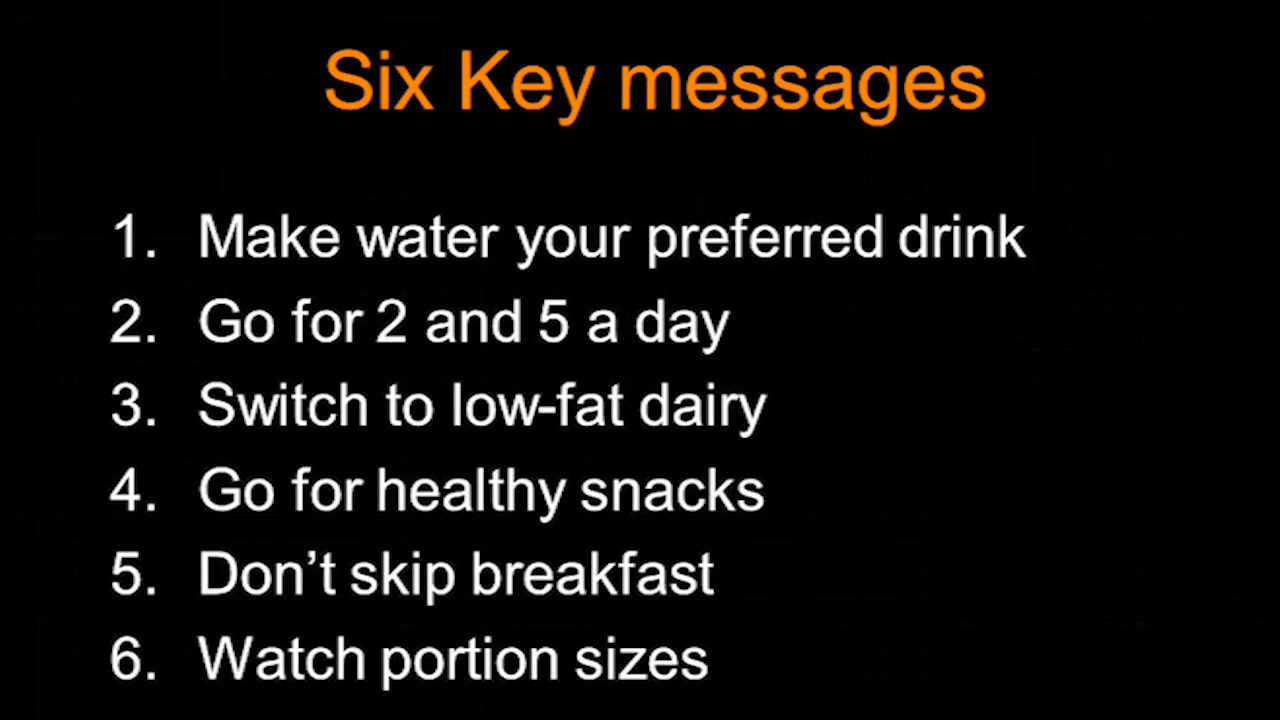 Six Key messages
1. Make water your preferred drink
2. Go for 2 and 5 a day
3. Switch to low-fat dairy
4. Go for healthy snacks
5. Don’t skip breakfast
6. Watch portion sizes